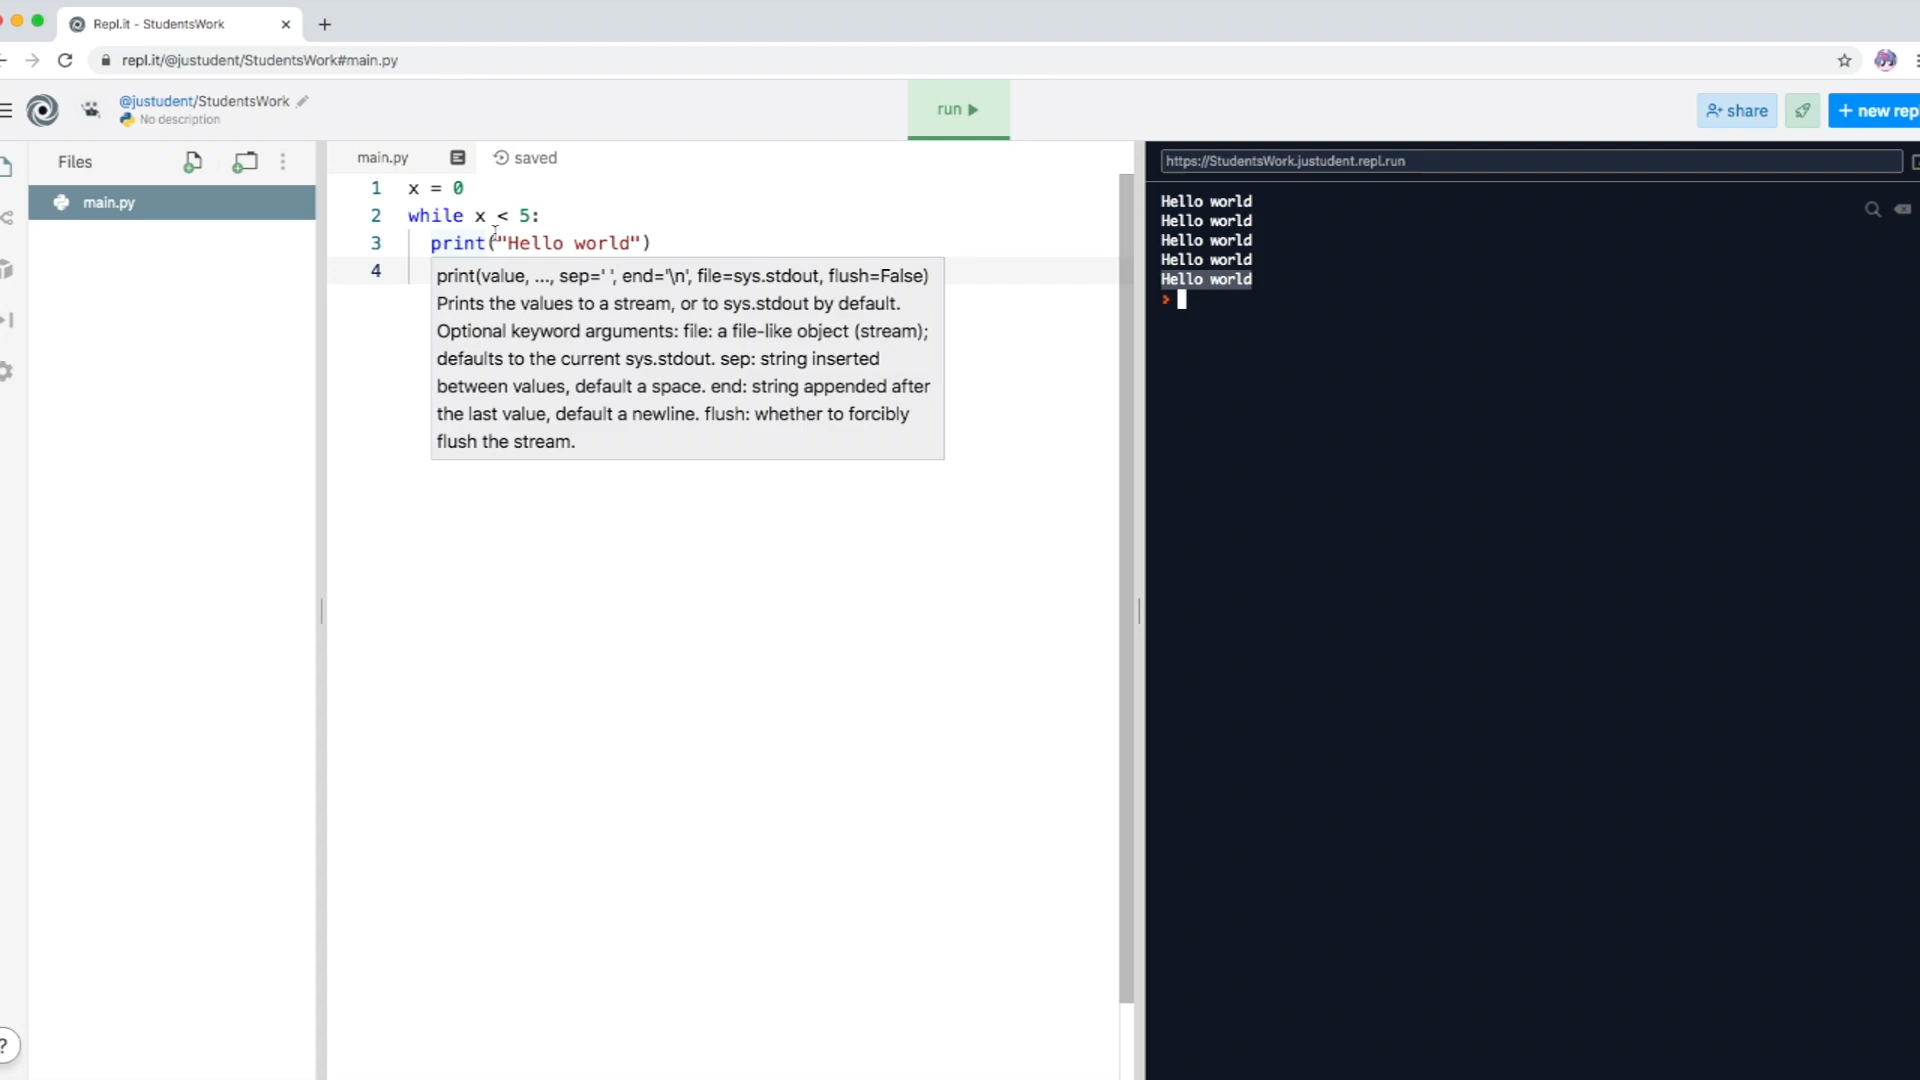 Repl.it - StudentsWork
repl.it/@justudent/StudentsWork#main.py
@justudent/StudentsWork
No description
run
share
+ new repl
Files
main.py
main.py
saved
1 x = 0
2 while x < 5:
3 print("Hello world")
4
print(value, ..., sep=' ', end='\n', file=sys.stdout, flush=False)
Prints the values to a stream, or to sys.stdout by default.
Optional keyword arguments: file: a file-like object (stream);
defaults to the current sys.stdout. sep: string inserted
between values, default a space. end: string appended after
the last value, default a newline. flush: whether to forcibly
flush the stream.
https://StudentsWork.justudent.repl.run
Hello world
Hello world
Hello world
Hello world
Hello world
>
?